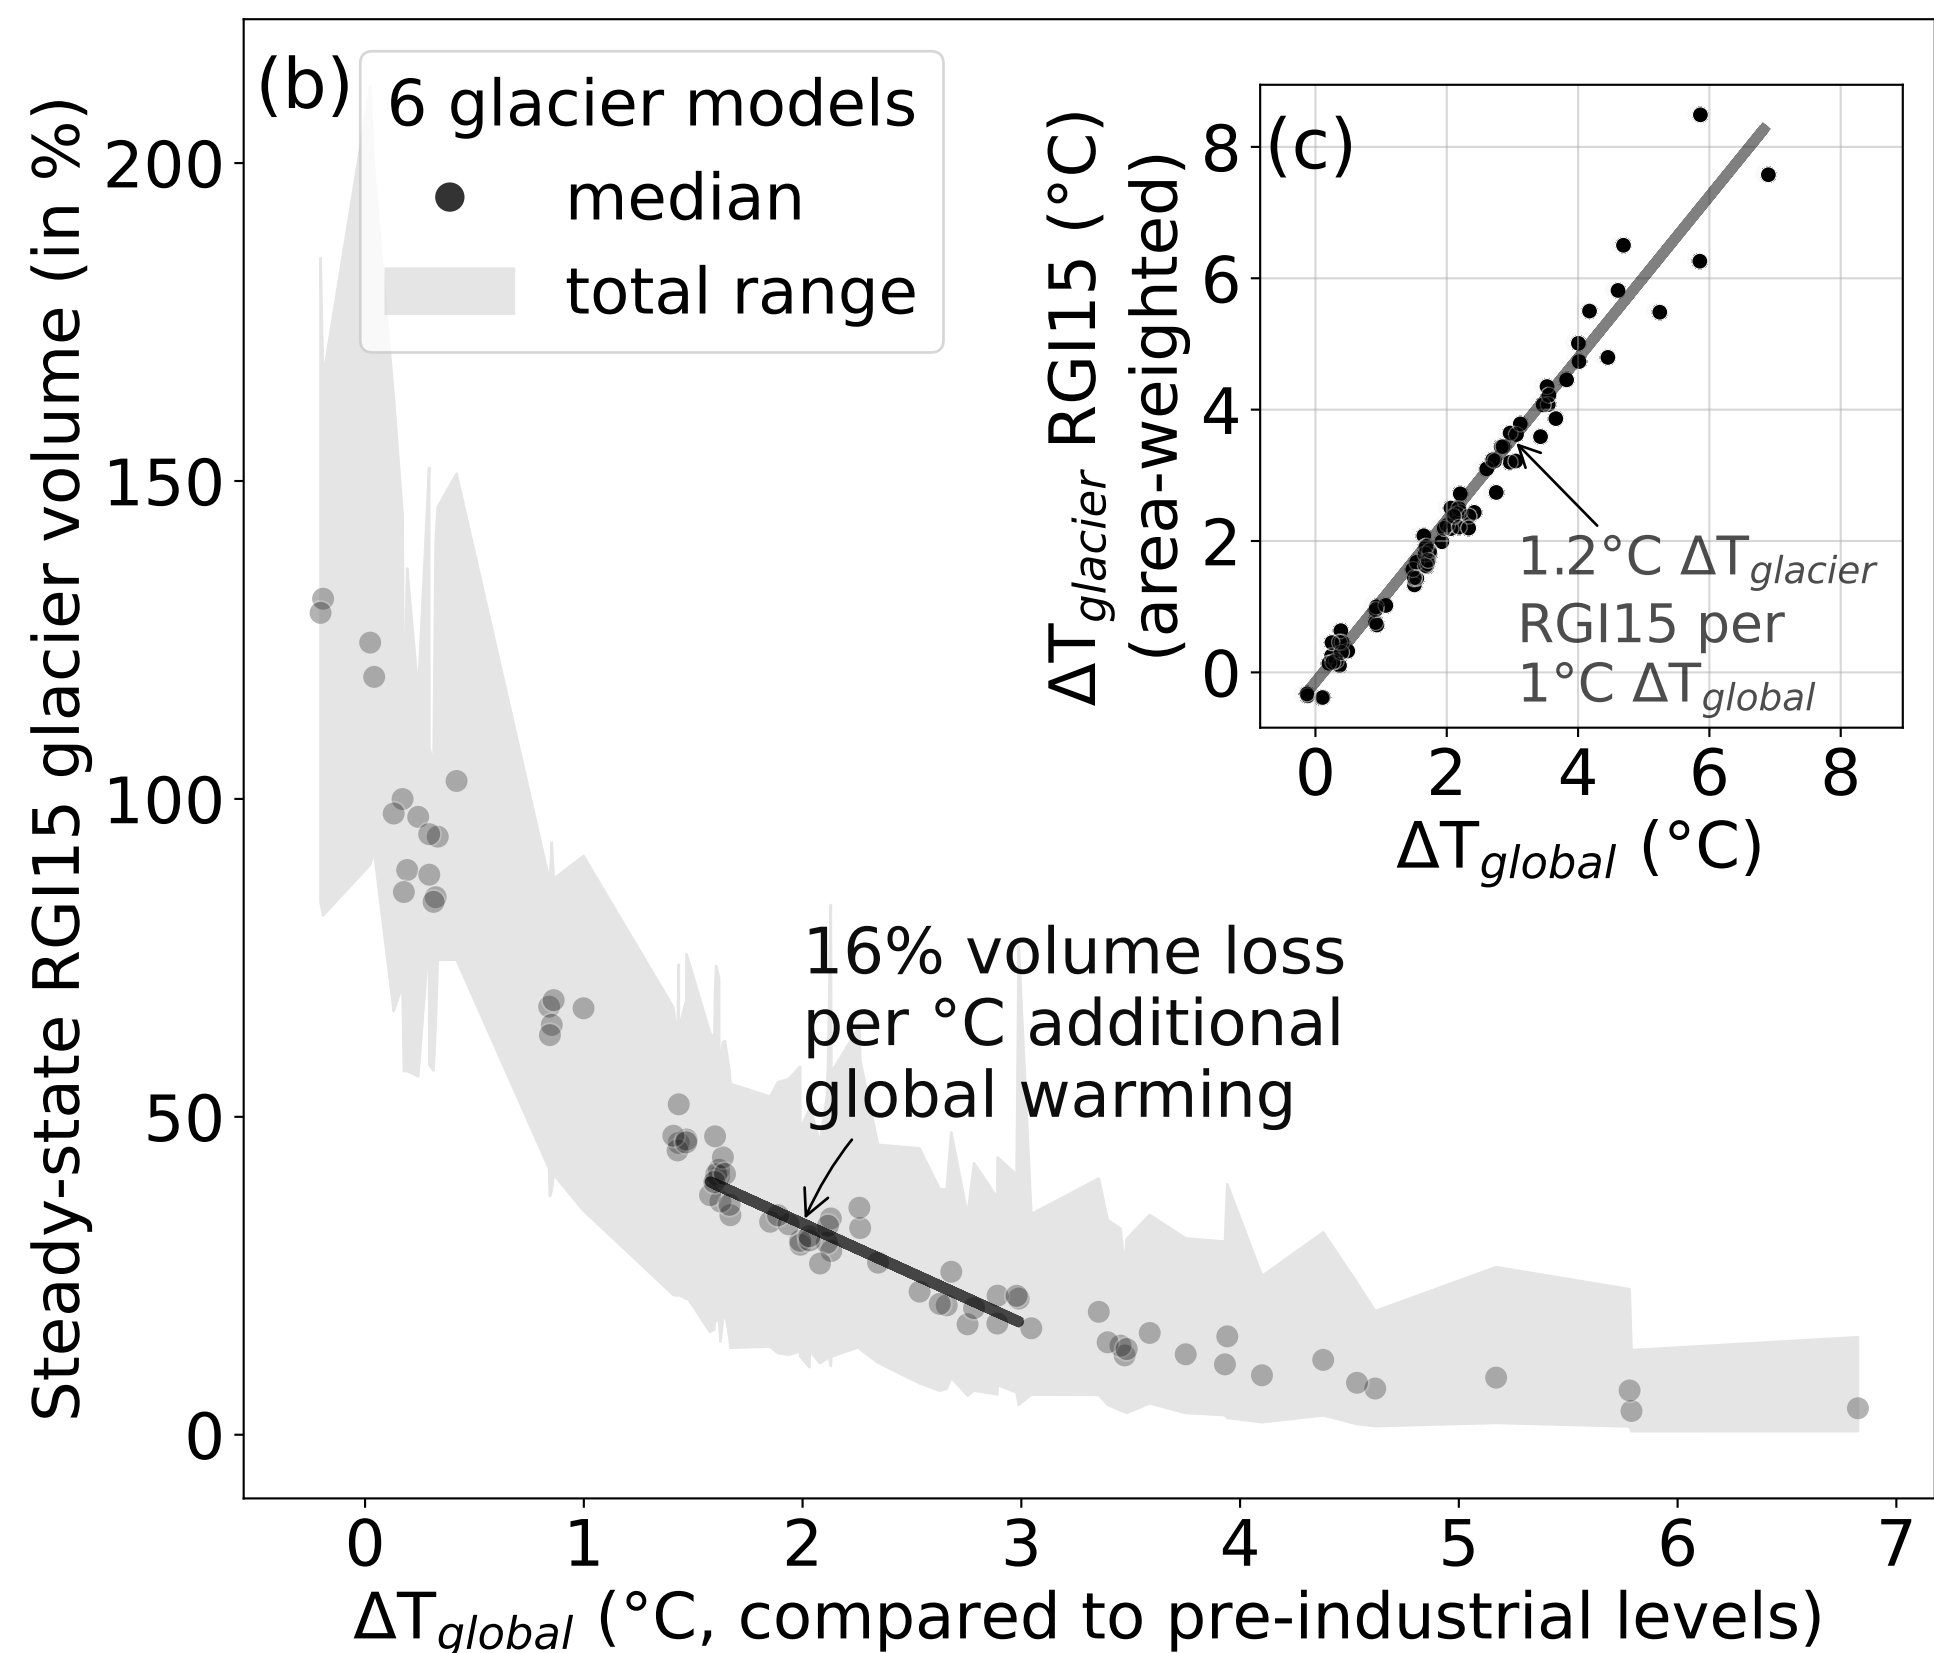 (b)
6 glacier models
median
total range
Steady-state RGI15 glacier volume (in %)
200
150
100
50
0
0 1 2 3 4 5 6 7
ΔT_global (°C, compared to pre-industrial levels)
16% volume loss
per °C additional
global warming
(c)
ΔT_glacier RGI15 (°C)
(area-weighted)
8
6
4
2
0
0 2 4 6 8
ΔT_global (°C)
1.2°C ΔT_glacier
RGI15 per
1°C ΔT_global